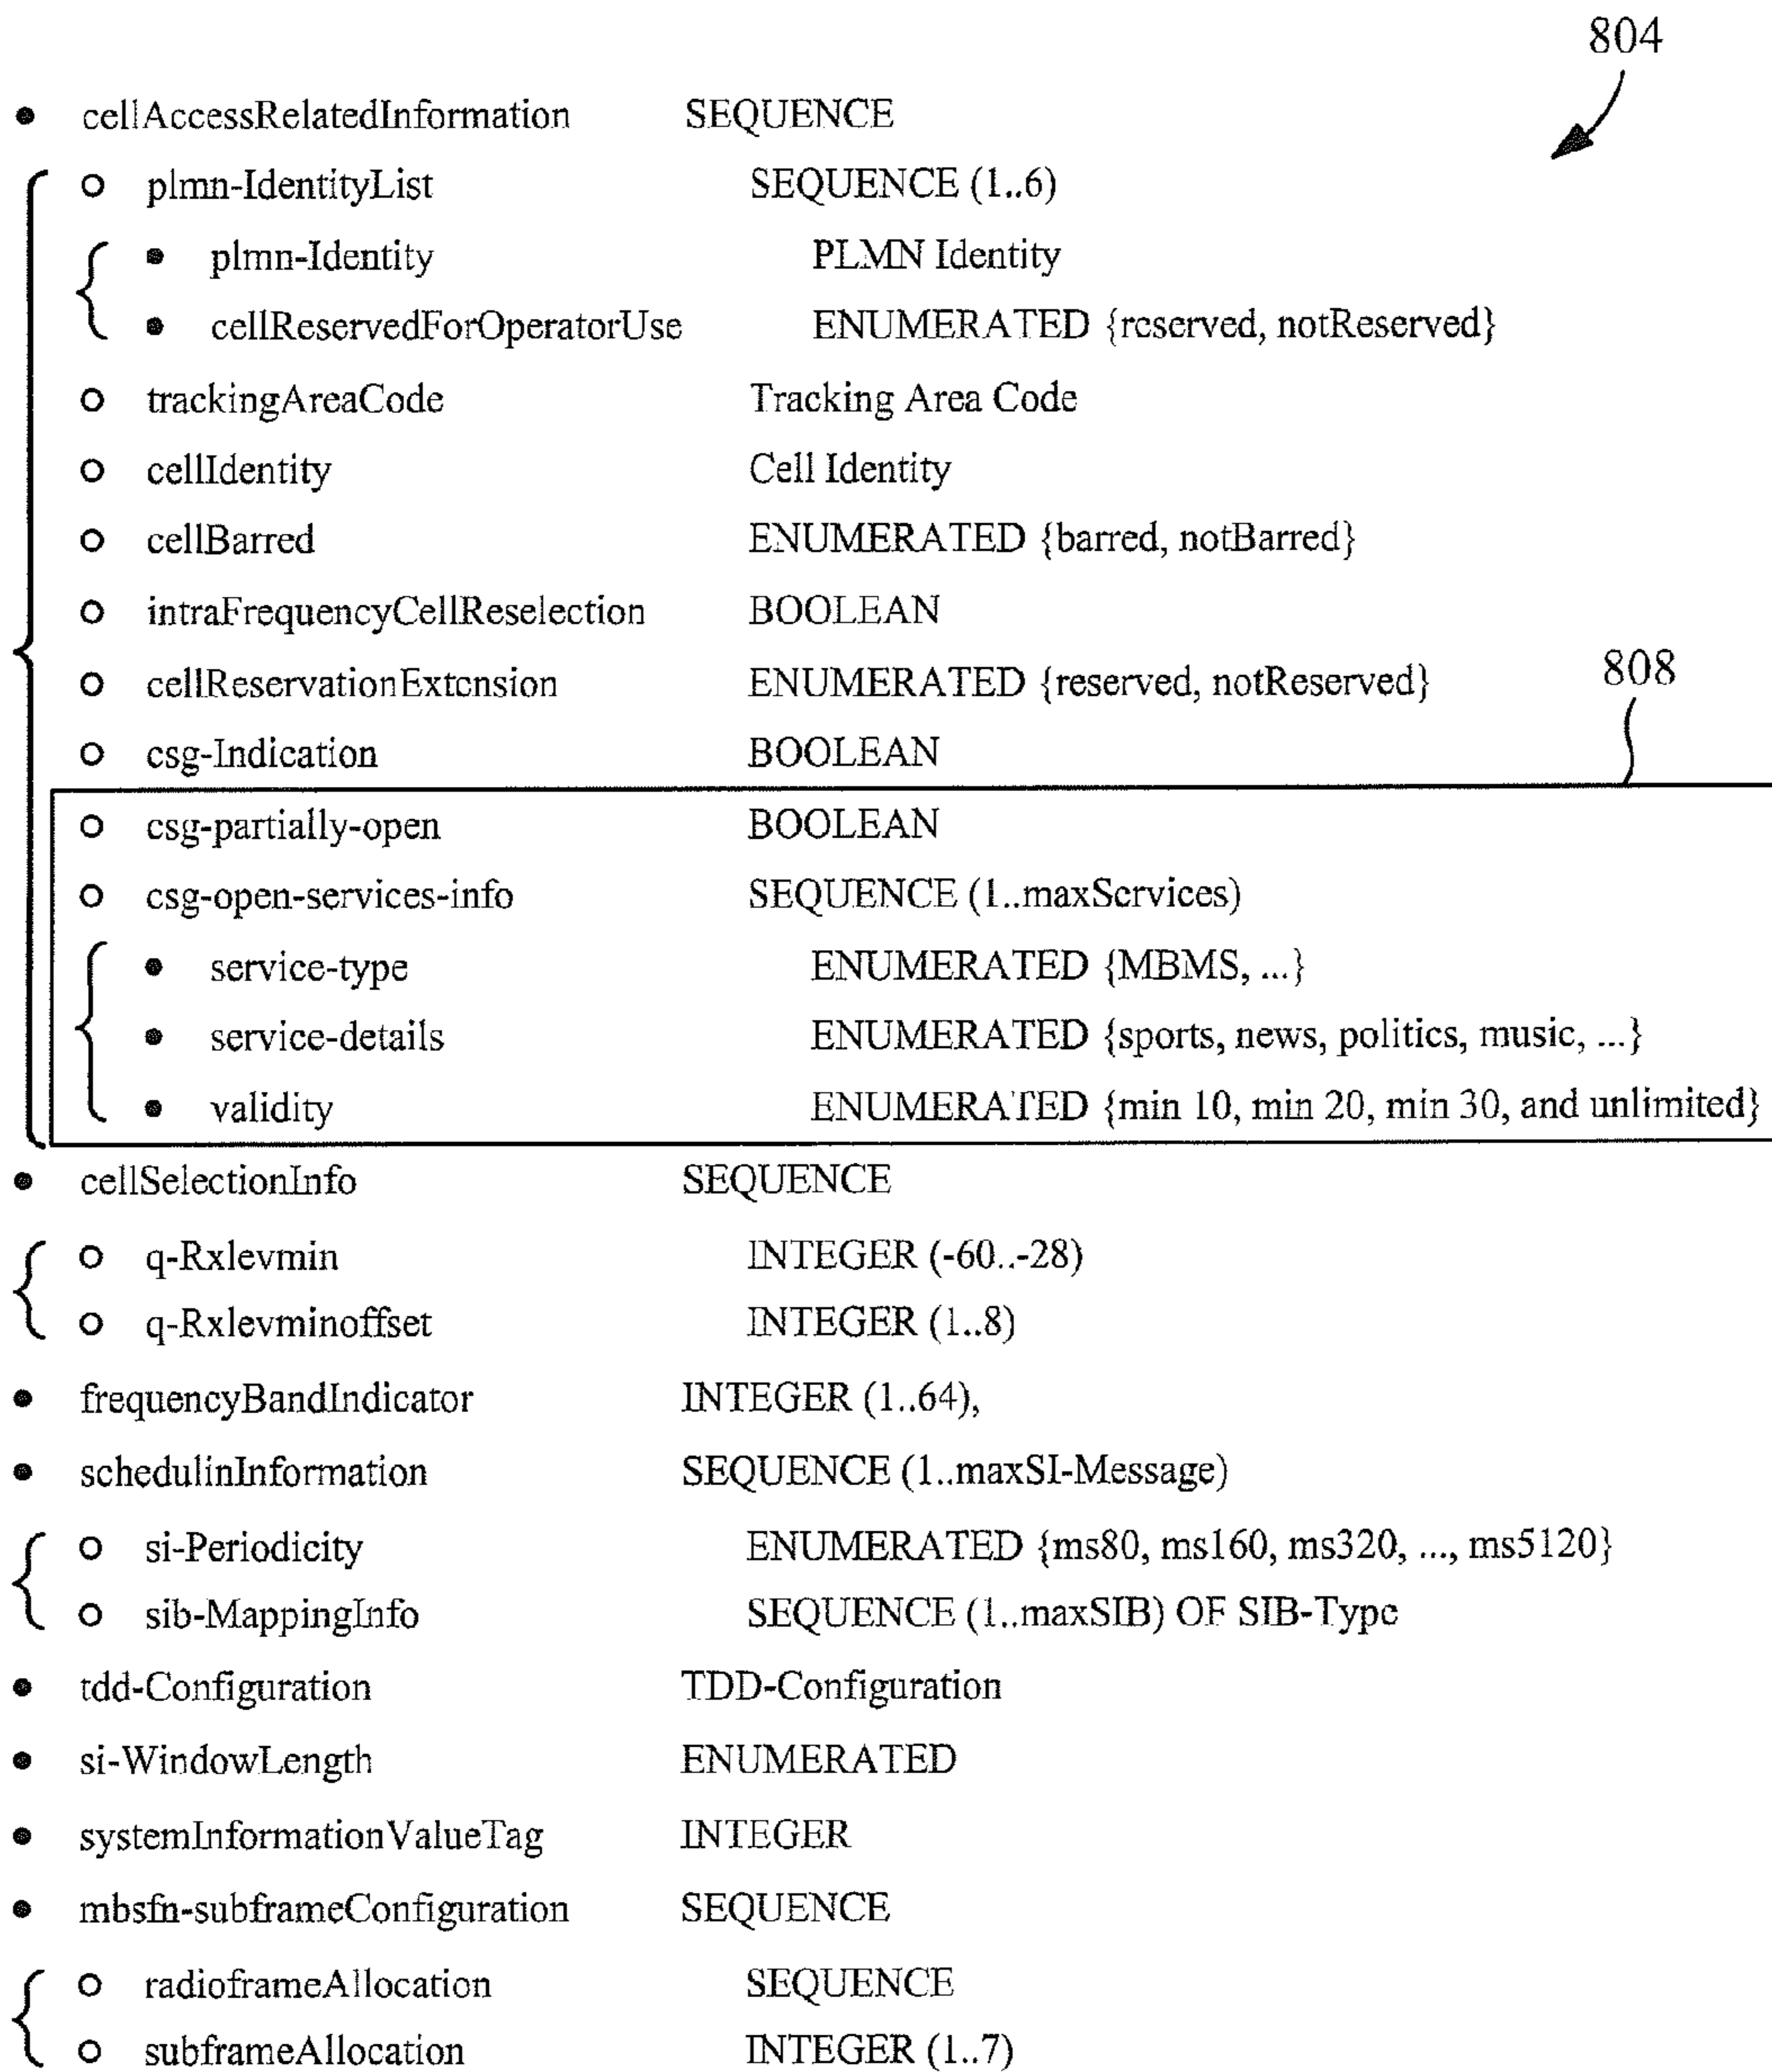 804
• cellAccessRelatedInformation SEQUENCE
o plmn-IdentityList SEQUENCE (1..6)
• plmn-Identity PLMN Identity
• cellReservedForOperatorUse ENUMERATED {reserved, notReserved}
o trackingAreaCode Tracking Area Code
o cellIdentity Cell Identity
o cellBarred ENUMERATED {barred, notBarred}
o intraFrequencyCellReselection BOOLEAN
o cellReservationExtension ENUMERATED {reserved, notReserved}
808
o csg-Indication BOOLEAN
o csg-partially-open BOOLEAN
o csg-open-services-info SEQUENCE (1..maxServices)
• service-type ENUMERATED {MBMS, ...}
• service-details ENUMERATED {sports, news, politics, music, ...}
• validity ENUMERATED {min 10, min 20, min 30, and unlimited}
• cellSelectionInfo SEQUENCE
o q-Rxlevmin INTEGER (-60..-28)
o q-Rxlevminoffset INTEGER (1..8)
• frequencyBandIndicator INTEGER (1..64),
• schedulinInformation SEQUENCE (1..maxSI-Message)
o si-Periodicity ENUMERATED {ms80, ms160, ms320, ..., ms5120}
o sib-MappingInfo SEQUENCE (1..maxSIB) OF SIB-Type
• tdd-Configuration TDD-Configuration
• si-WindowLength ENUMERATED
• systemInformationValueTag INTEGER
• mbsfn-subframeConfiguration SEQUENCE
o radioframeAllocation SEQUENCE
o subframeAllocation INTEGER (1..7)